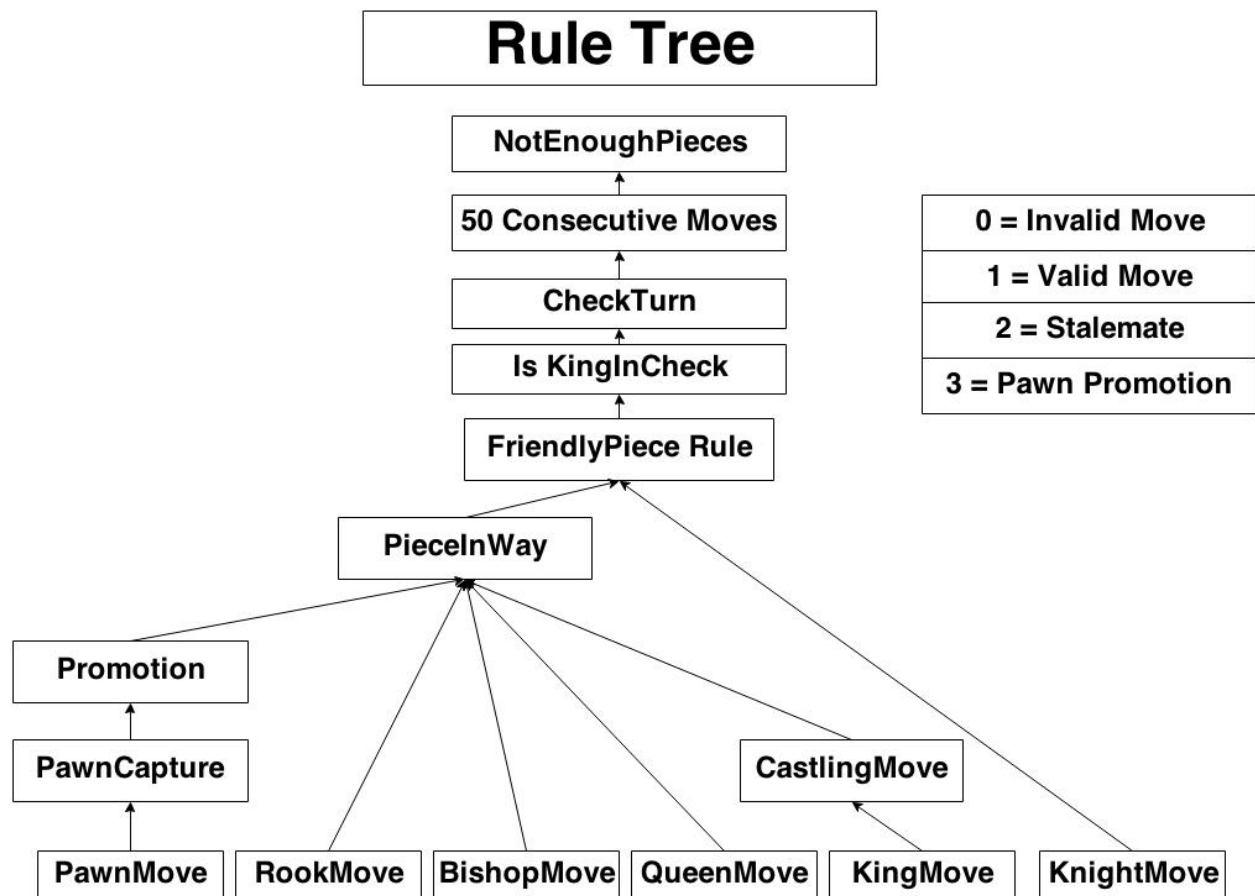 Rule Tree
NotEnoughPieces
50 Consecutive Moves
CheckTurn
Is KingInCheck
FriendlyPiece Rule
PieceInWay
Promotion
PawnCapture
CastlingMove
PawnMove
RookMove
BishopMove
QueenMove
KingMove
KnightMove
0 = Invalid Move
1 = Valid Move
2 = Stalemate
3 = Pawn Promotion